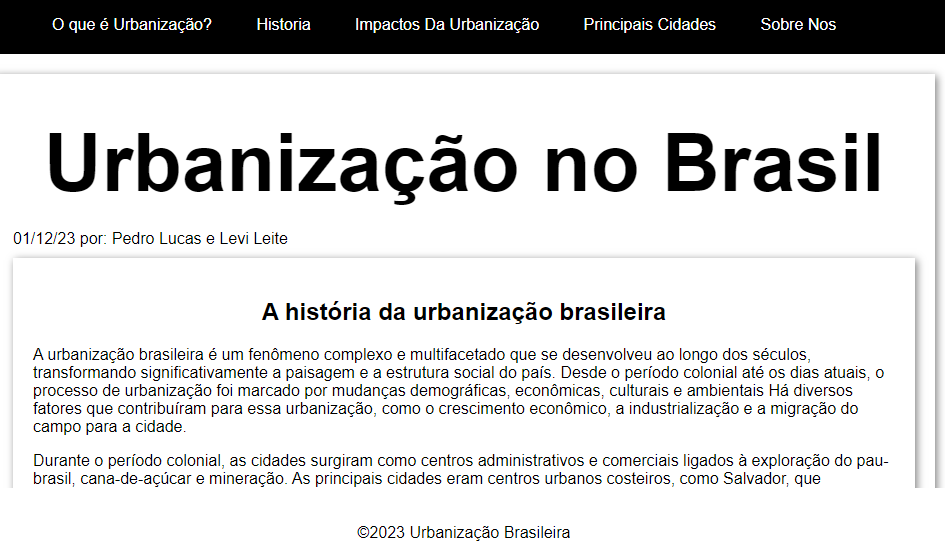 O que é Urbanização? Historia Impactos Da Urbanização Principais Cidades Sobre Nos
Urbanização no Brasil
01/12/23 por: Pedro Lucas e Levi Leite
A história da urbanização brasileira
A urbanização brasileira é um fenômeno complexo e multifacetado que se desenvolveu ao longo dos séculos,
transformando significativamente a paisagem e a estrutura social do país. Desde o período colonial até os dias atuais, o
processo de urbanização foi marcado por mudanças demográficas, econômicas, culturais e ambientais Há diversos
fatores que contribuíram para essa urbanização, como o crescimento econômico, a industrialização e a migração do
campo para a cidade.
Durante o período colonial, as cidades surgiram como centros administrativos e comerciais ligados à exploração do pau-
brasil, cana-de-açúcar e mineração. As principais cidades eram centros urbanos costeiros, como Salvador, que
©2023 Urbanização Brasileira